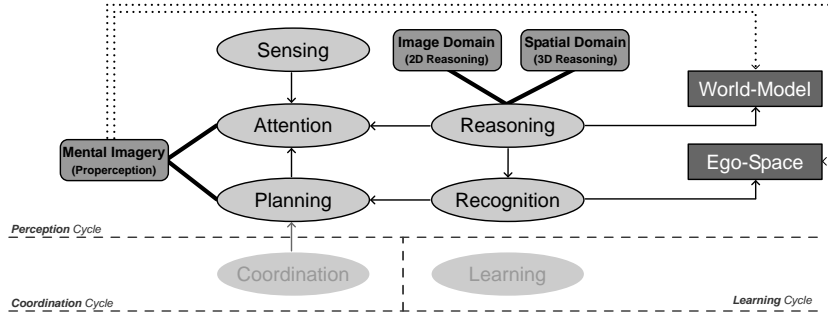 Sensing
Image Domain
(2D Reasoning)
Spatial Domain
(3D Reasoning)
World-Model
Attention
Reasoning
Mental Imagery
(Properception)
Ego-Space
Planning
Recognition
Perception Cycle
Coordination
Learning
Coordination Cycle
Learning Cycle